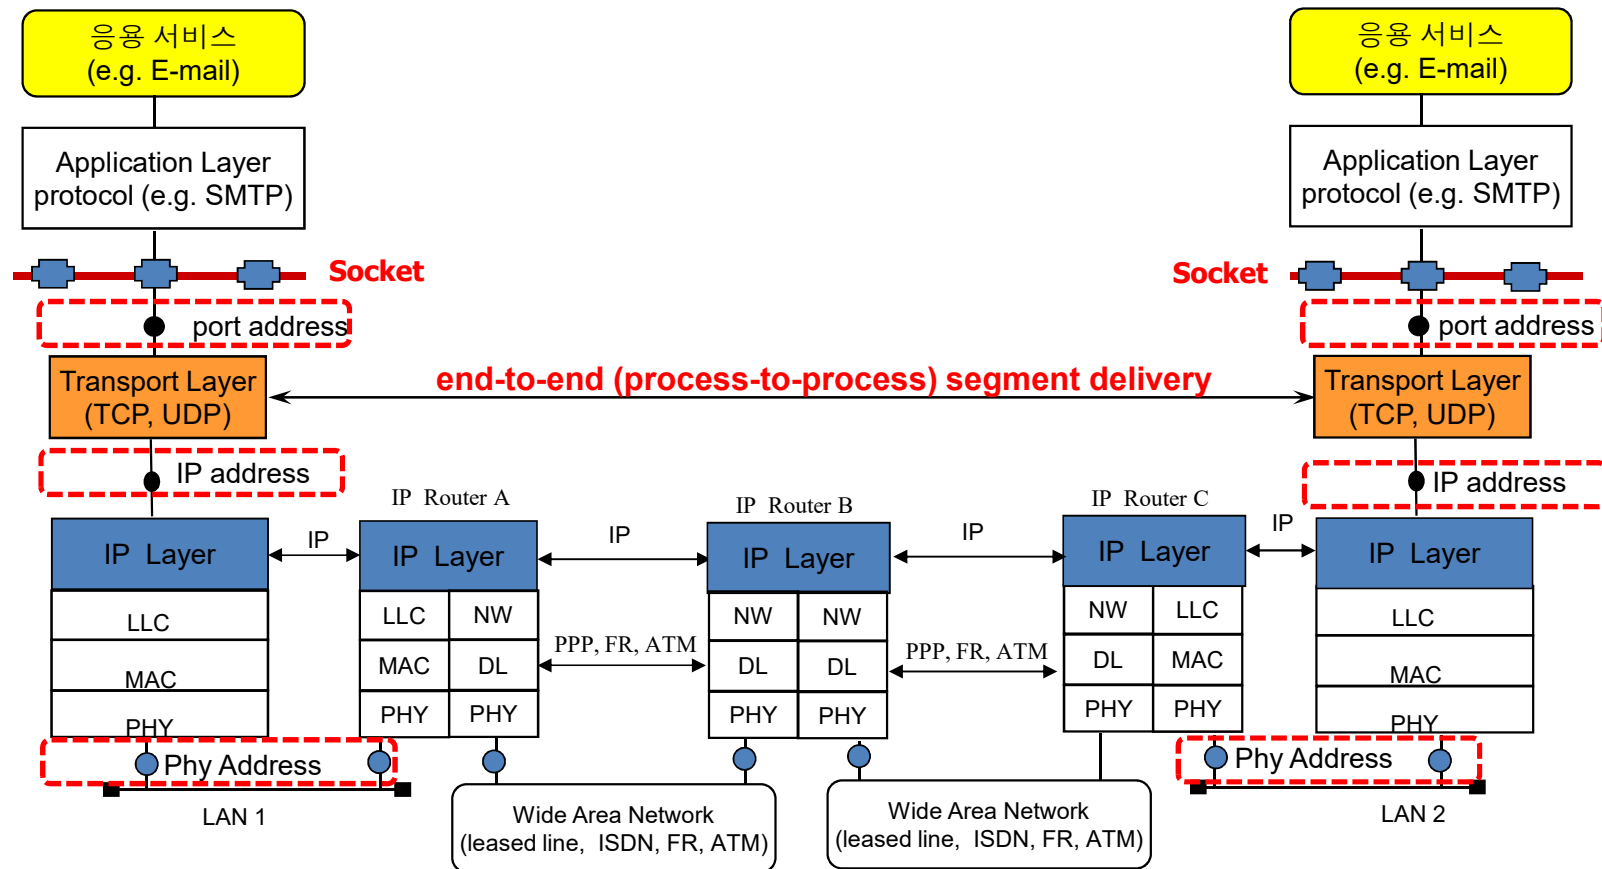 응용 서비스
(e.g. E-mail)
응용 서비스
(e.g. E-mail)
Application Layer
protocol (e.g. SMTP)
Application Layer
protocol (e.g. SMTP)
Socket
Socket
port address
port address
Transport Layer
(TCP, UDP)
end-to-end (process-to-process) segment delivery
Transport Layer
(TCP, UDP)
IP address
IP address
IP Router A
IP Router B
IP Router C
IP Layer
IP
IP Layer
IP
IP Layer
IP
IP Layer
IP
IP Layer
LLC
LLC
NW
NW
NW
NW
LLC
LLC
PPP, FR, ATM
PPP, FR, ATM
MAC
MAC
DL
DL
DL
DL
MAC
MAC
PHY
PHY
PHY
PHY
PHY
PHY
PHY
PHY
Phy Address
Phy Address
LAN 1
Wide Area Network
(leased line, ISDN, FR, ATM)
Wide Area Network
(leased line, ISDN, FR, ATM)
LAN 2